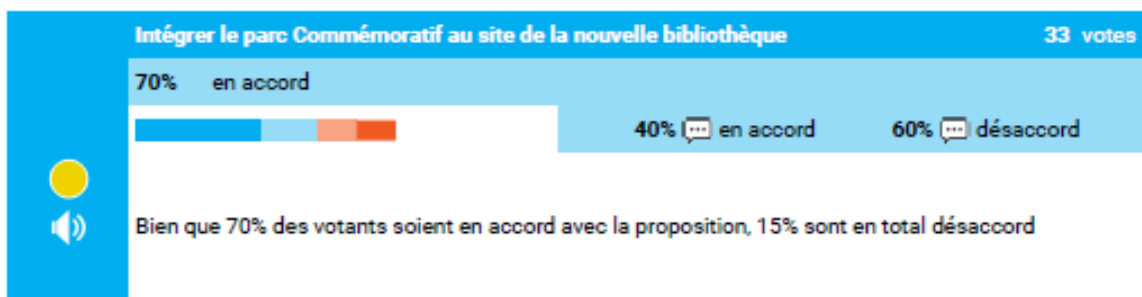 Intégrer le parc Commémoratif au site de la nouvelle bibliothèque 33 votes
70% en accord
40% en accord 60% désaccord
Bien que 70% des votants soient en accord avec la proposition, 15% sont en total désaccord